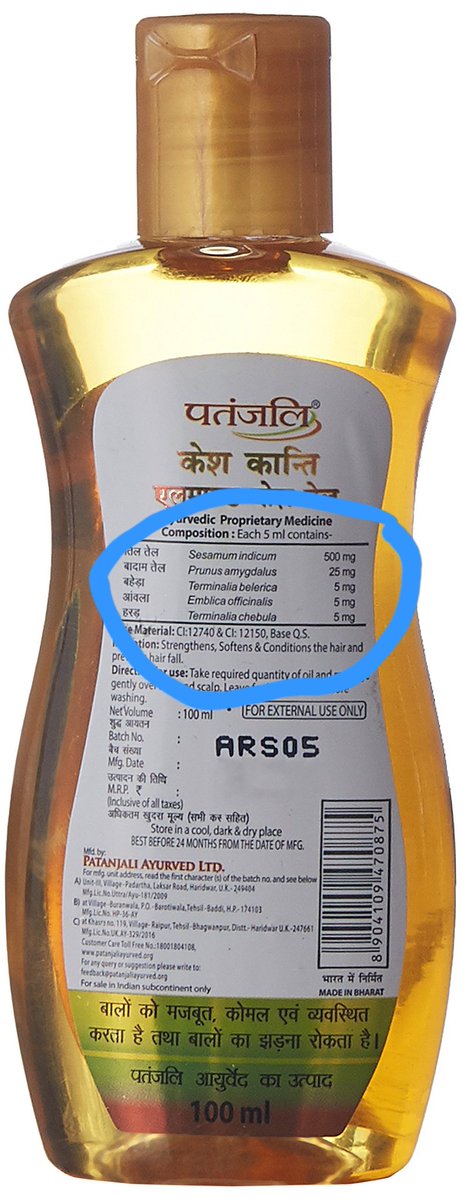 पतंजलि®
केश कान्ति
तेल
Ayurvedic Proprietary Medicine
Composition : Each 5 ml contains-
तिल तेल Sesamum indicum 500 mg
बादाम तेल Prunus amygdalus 25 mg
बहेड़ा Terminalia belerica 5 mg
आंवला Emblica officinalis 5 mg
हरड़ Terminalia chebula 5 mg
Material: CI:12740 & CI: 12150, Base Q.S.
Strengthens, Softens & Conditions the hair and
hair fall.
for use: Take required quantity of oil and
gently and scalp. Leave
washing.
Net Volume : 100 ml • FOR EXTERNAL USE ONLY
शुद्ध आयतन
Batch No. : ARS05
बैच संख्या
Mfg. Date :
उत्पादन की तिथि
M.R.P. ₹ :
(Inclusive of all taxes)
अधिकतम खुदरा मूल्य (सभी कर सहित)
Store in a cool, dark & dry place
BEST BEFORE 24 MONTHS FROM THE DATE OF MFG.
Mfd. by:
PATANJALI AYURVED LTD.
For mfg. unit address, read the first character (s) of the batch no. and see below
A) Unit-III, Village- Padartha, Laksar Road, Haridwar, U.K.- 249404
Mfg.Lic.No.Uttra/Ayu-181/2009
B) at Village- Buranwala, P.O.- Barotiwala, Tehsil- Baddi, H.P.- 174103
Mfg.Lic.No. HP-36-AY
C) at Khasra no. 119, Village- Raipur, Tehsil- Bhagwanpur, Distt.- Haridwar U.K.-247661
Mfg.Lic.No.UK.AY-329/2016
Customer Care Toll Free No.:18001804108,
www.patanjaliayurved.org
For any query or suggestion please write to:
feedback@patanjaliayurved.org
For sale in Indian subcontinent only
8904109470875
भारत में निर्मित
MADE IN BHARAT
बालों को मजबूत, कोमल एवं व्यवस्थित
करता है तथा बालों का झड़ना रोकता है।
पतंजलि आयुर्वेद का उत्पाद
100 ml